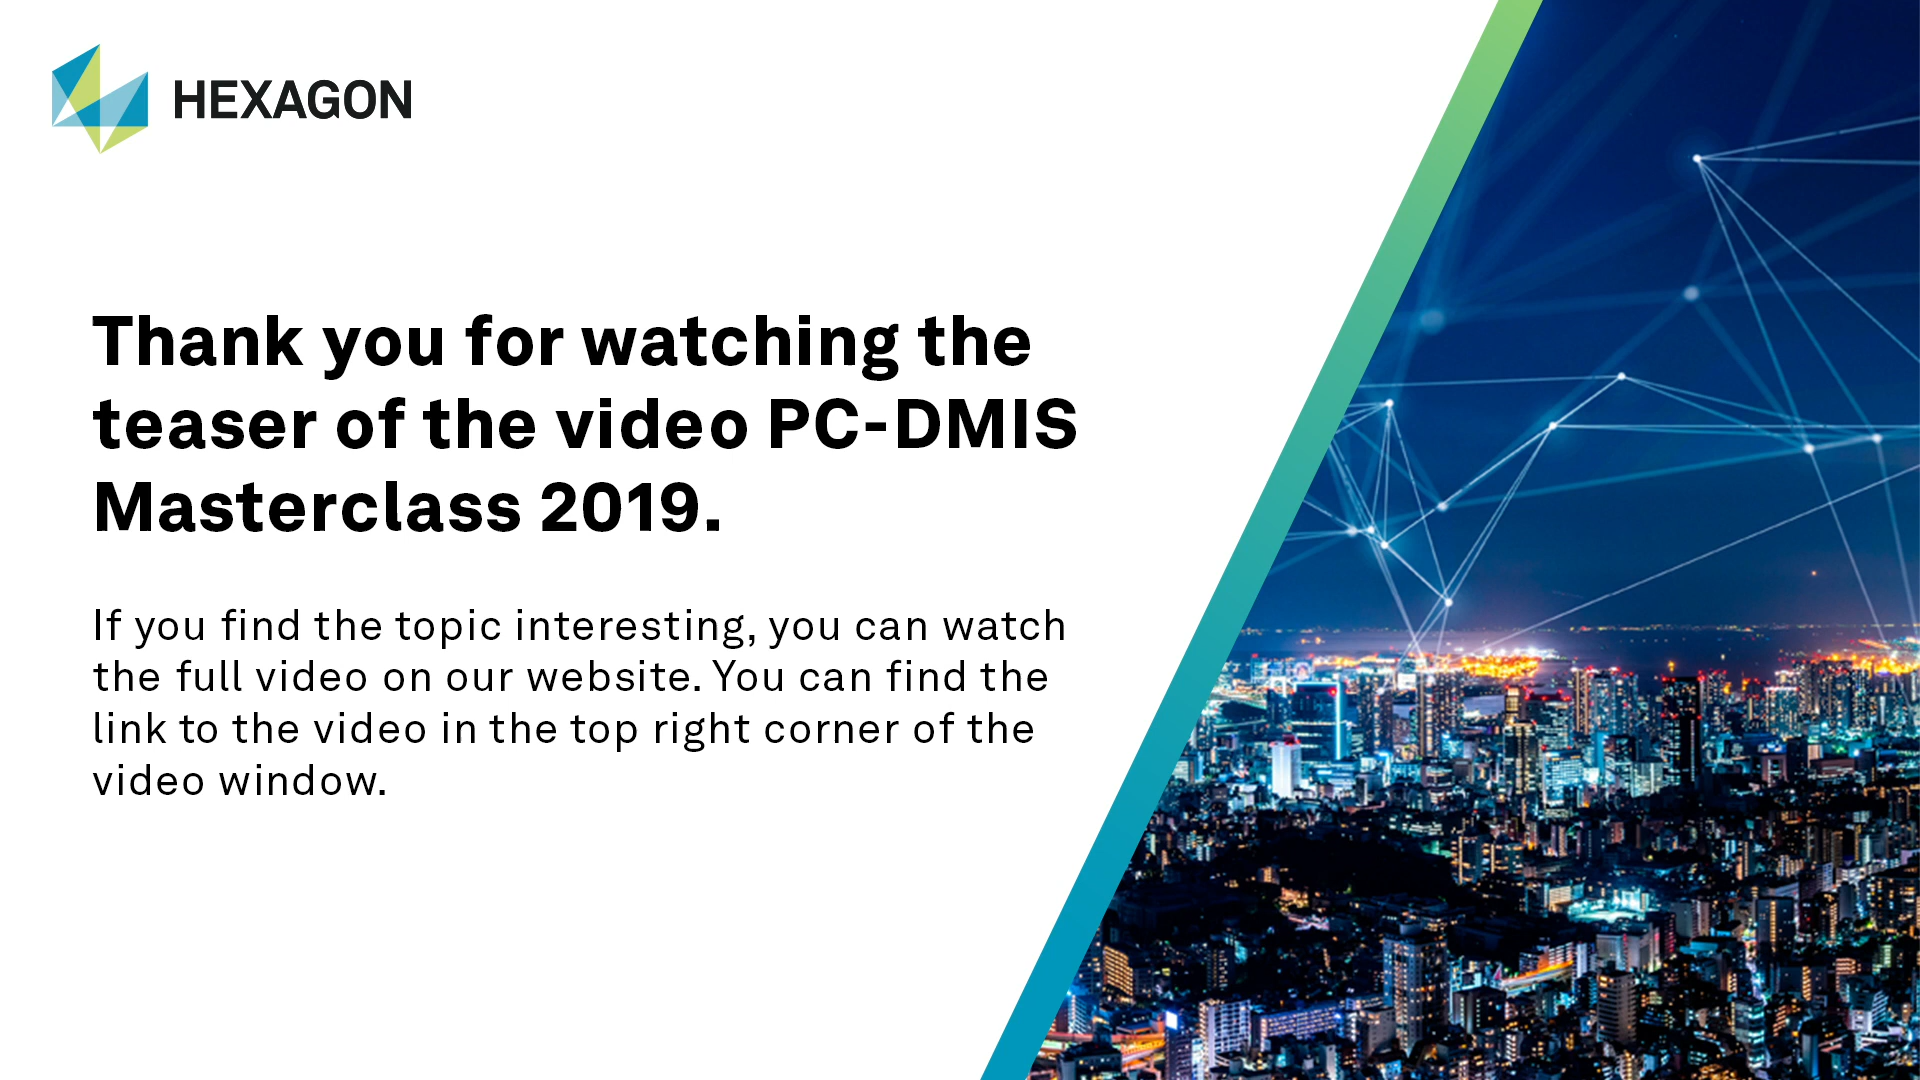 HEXAGON
Thank you for watching the
teaser of the video PC-DMIS
Masterclass 2019.
If you find the topic interesting, you can watch
the full video on our website. You can find the
link to the video in the top right corner of the
video window.